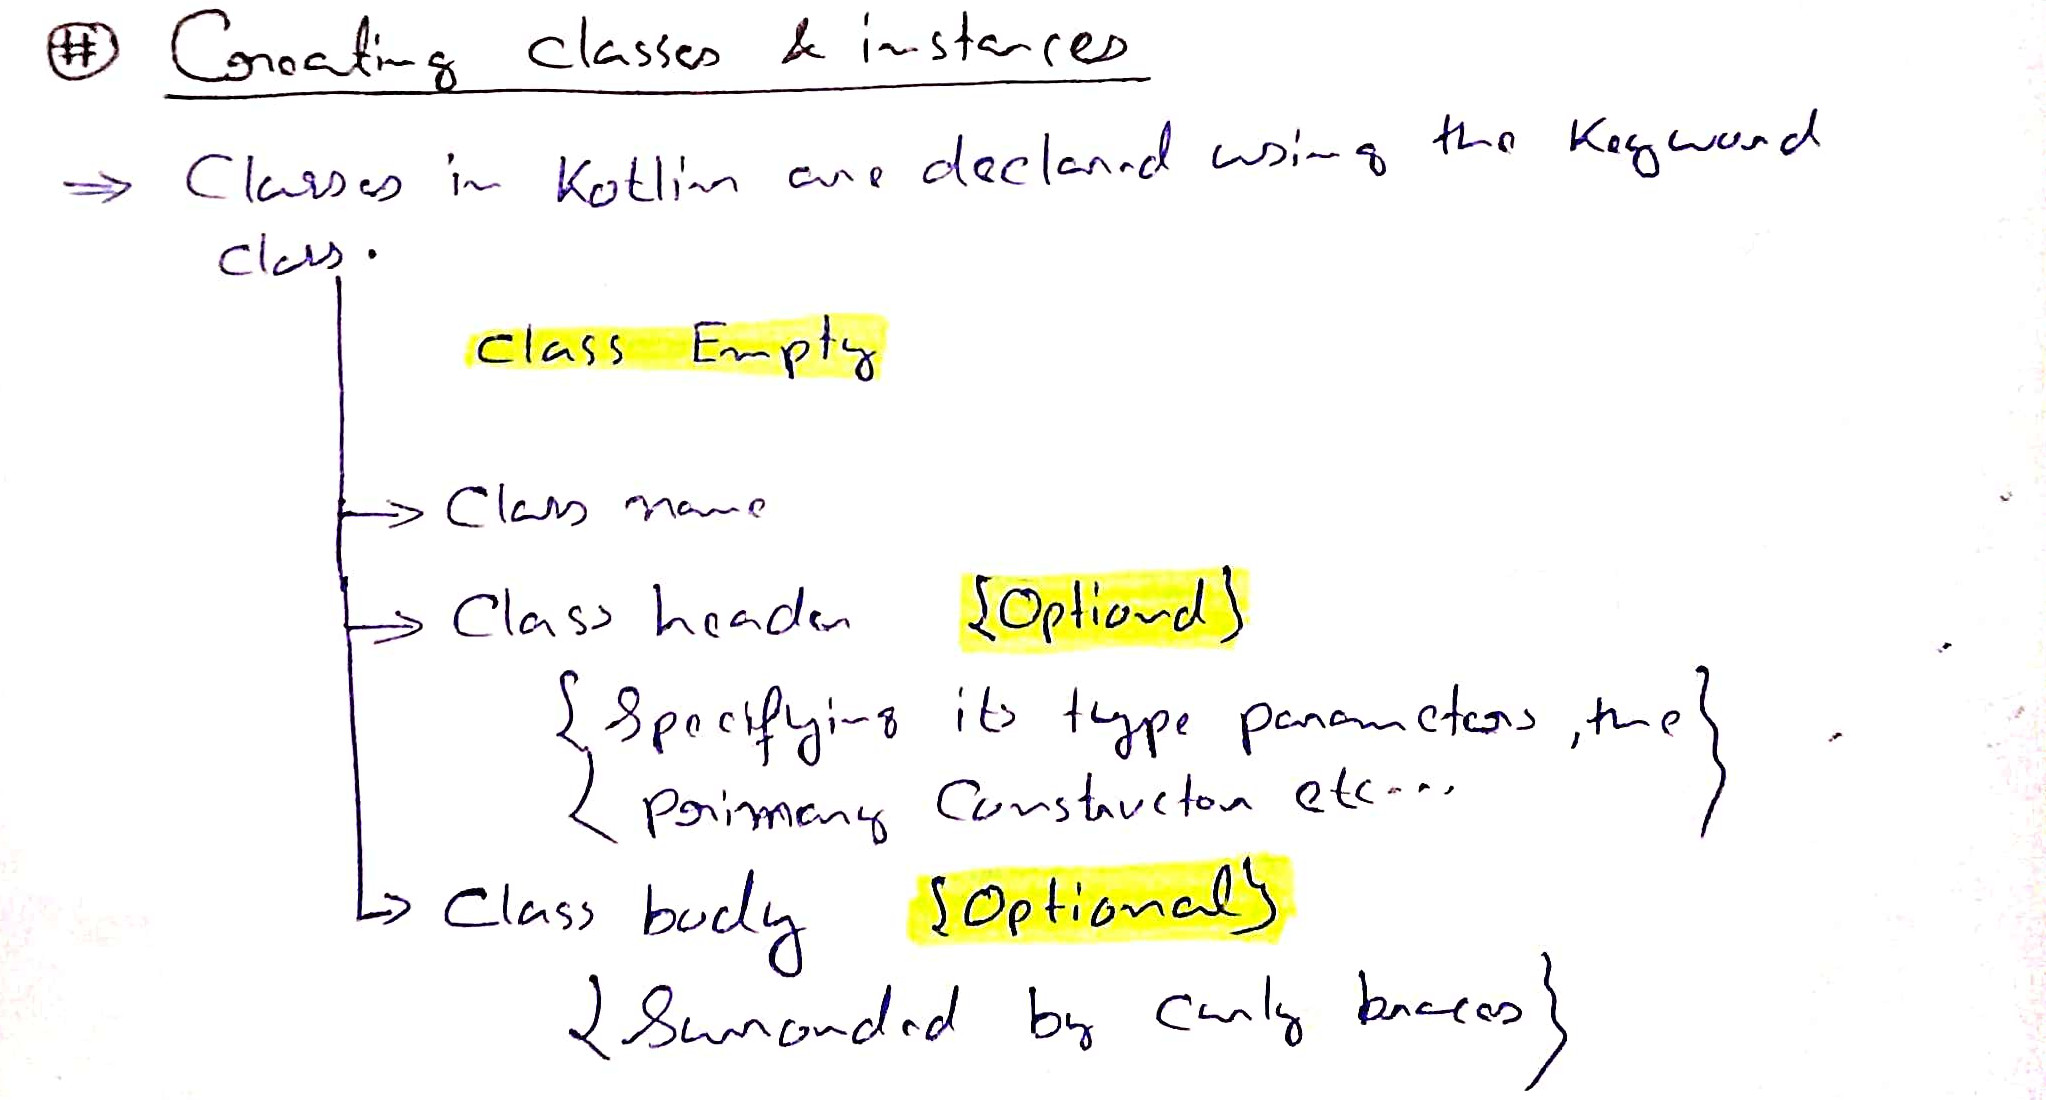 # Creating classes & instances
⇒ Classes in Kotlin are declared using the Keyword
class.
class Empty
→ Class name
→ Class header {Optional}
{ Specifying its type parameters, the
primary Constructor etc... }
→ Class body {Optional}
{ Surrounded by curly braces }